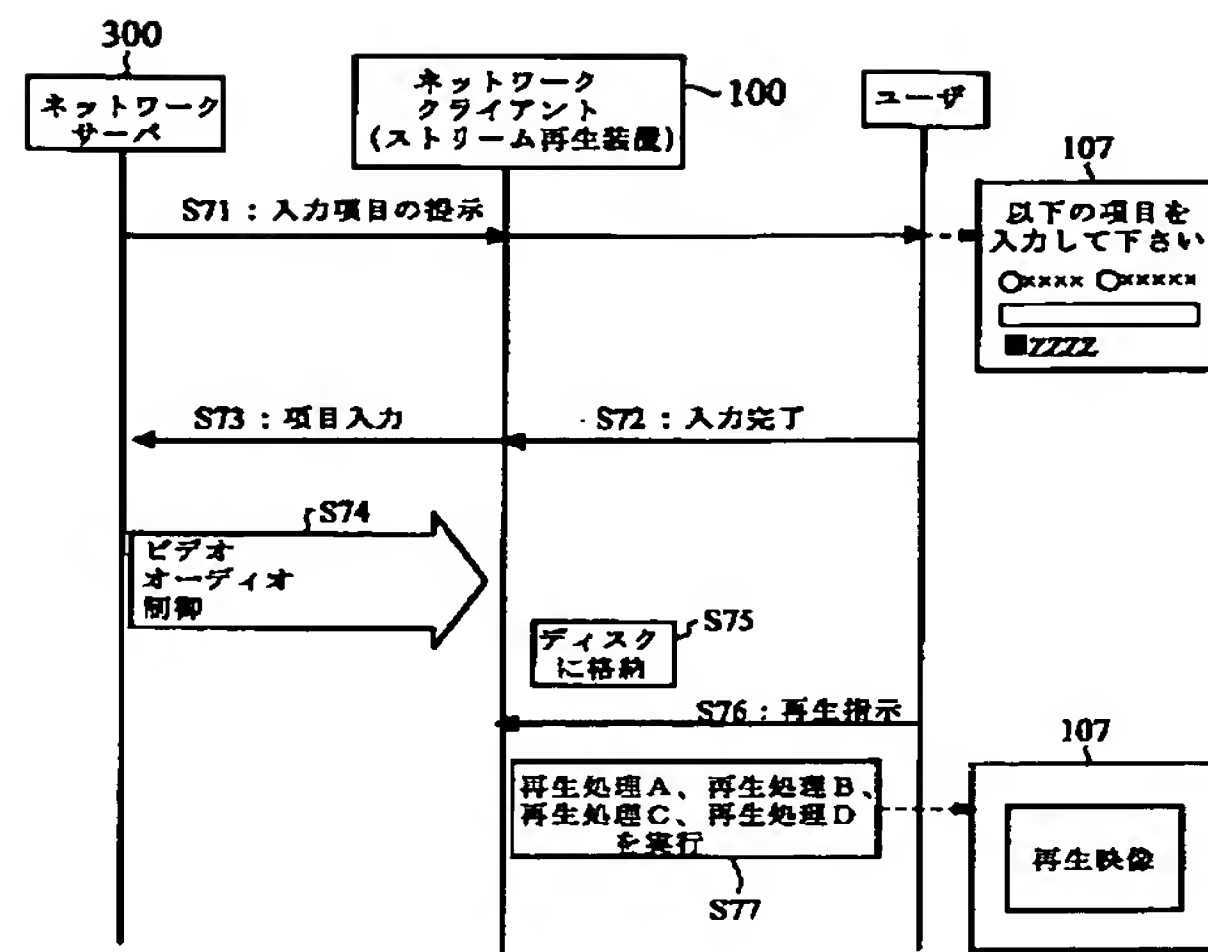 300
ネットワーク
サーバ
ネットワーク
クライアント
(ストリーム再生装置)
100
ユーザ
107
S71：入力項目の提示
以下の項目を
入力して下さい
○×××× ○×××××
■ZZZZ
S73：項目入力
S72：入力完了
S74
ビデオ
オーディオ
制御
ディスク
に格納
S75
S76：再生指示
再生処理A、再生処理B、
再生処理C、再生処理D
を実行
S77
107
再生映像